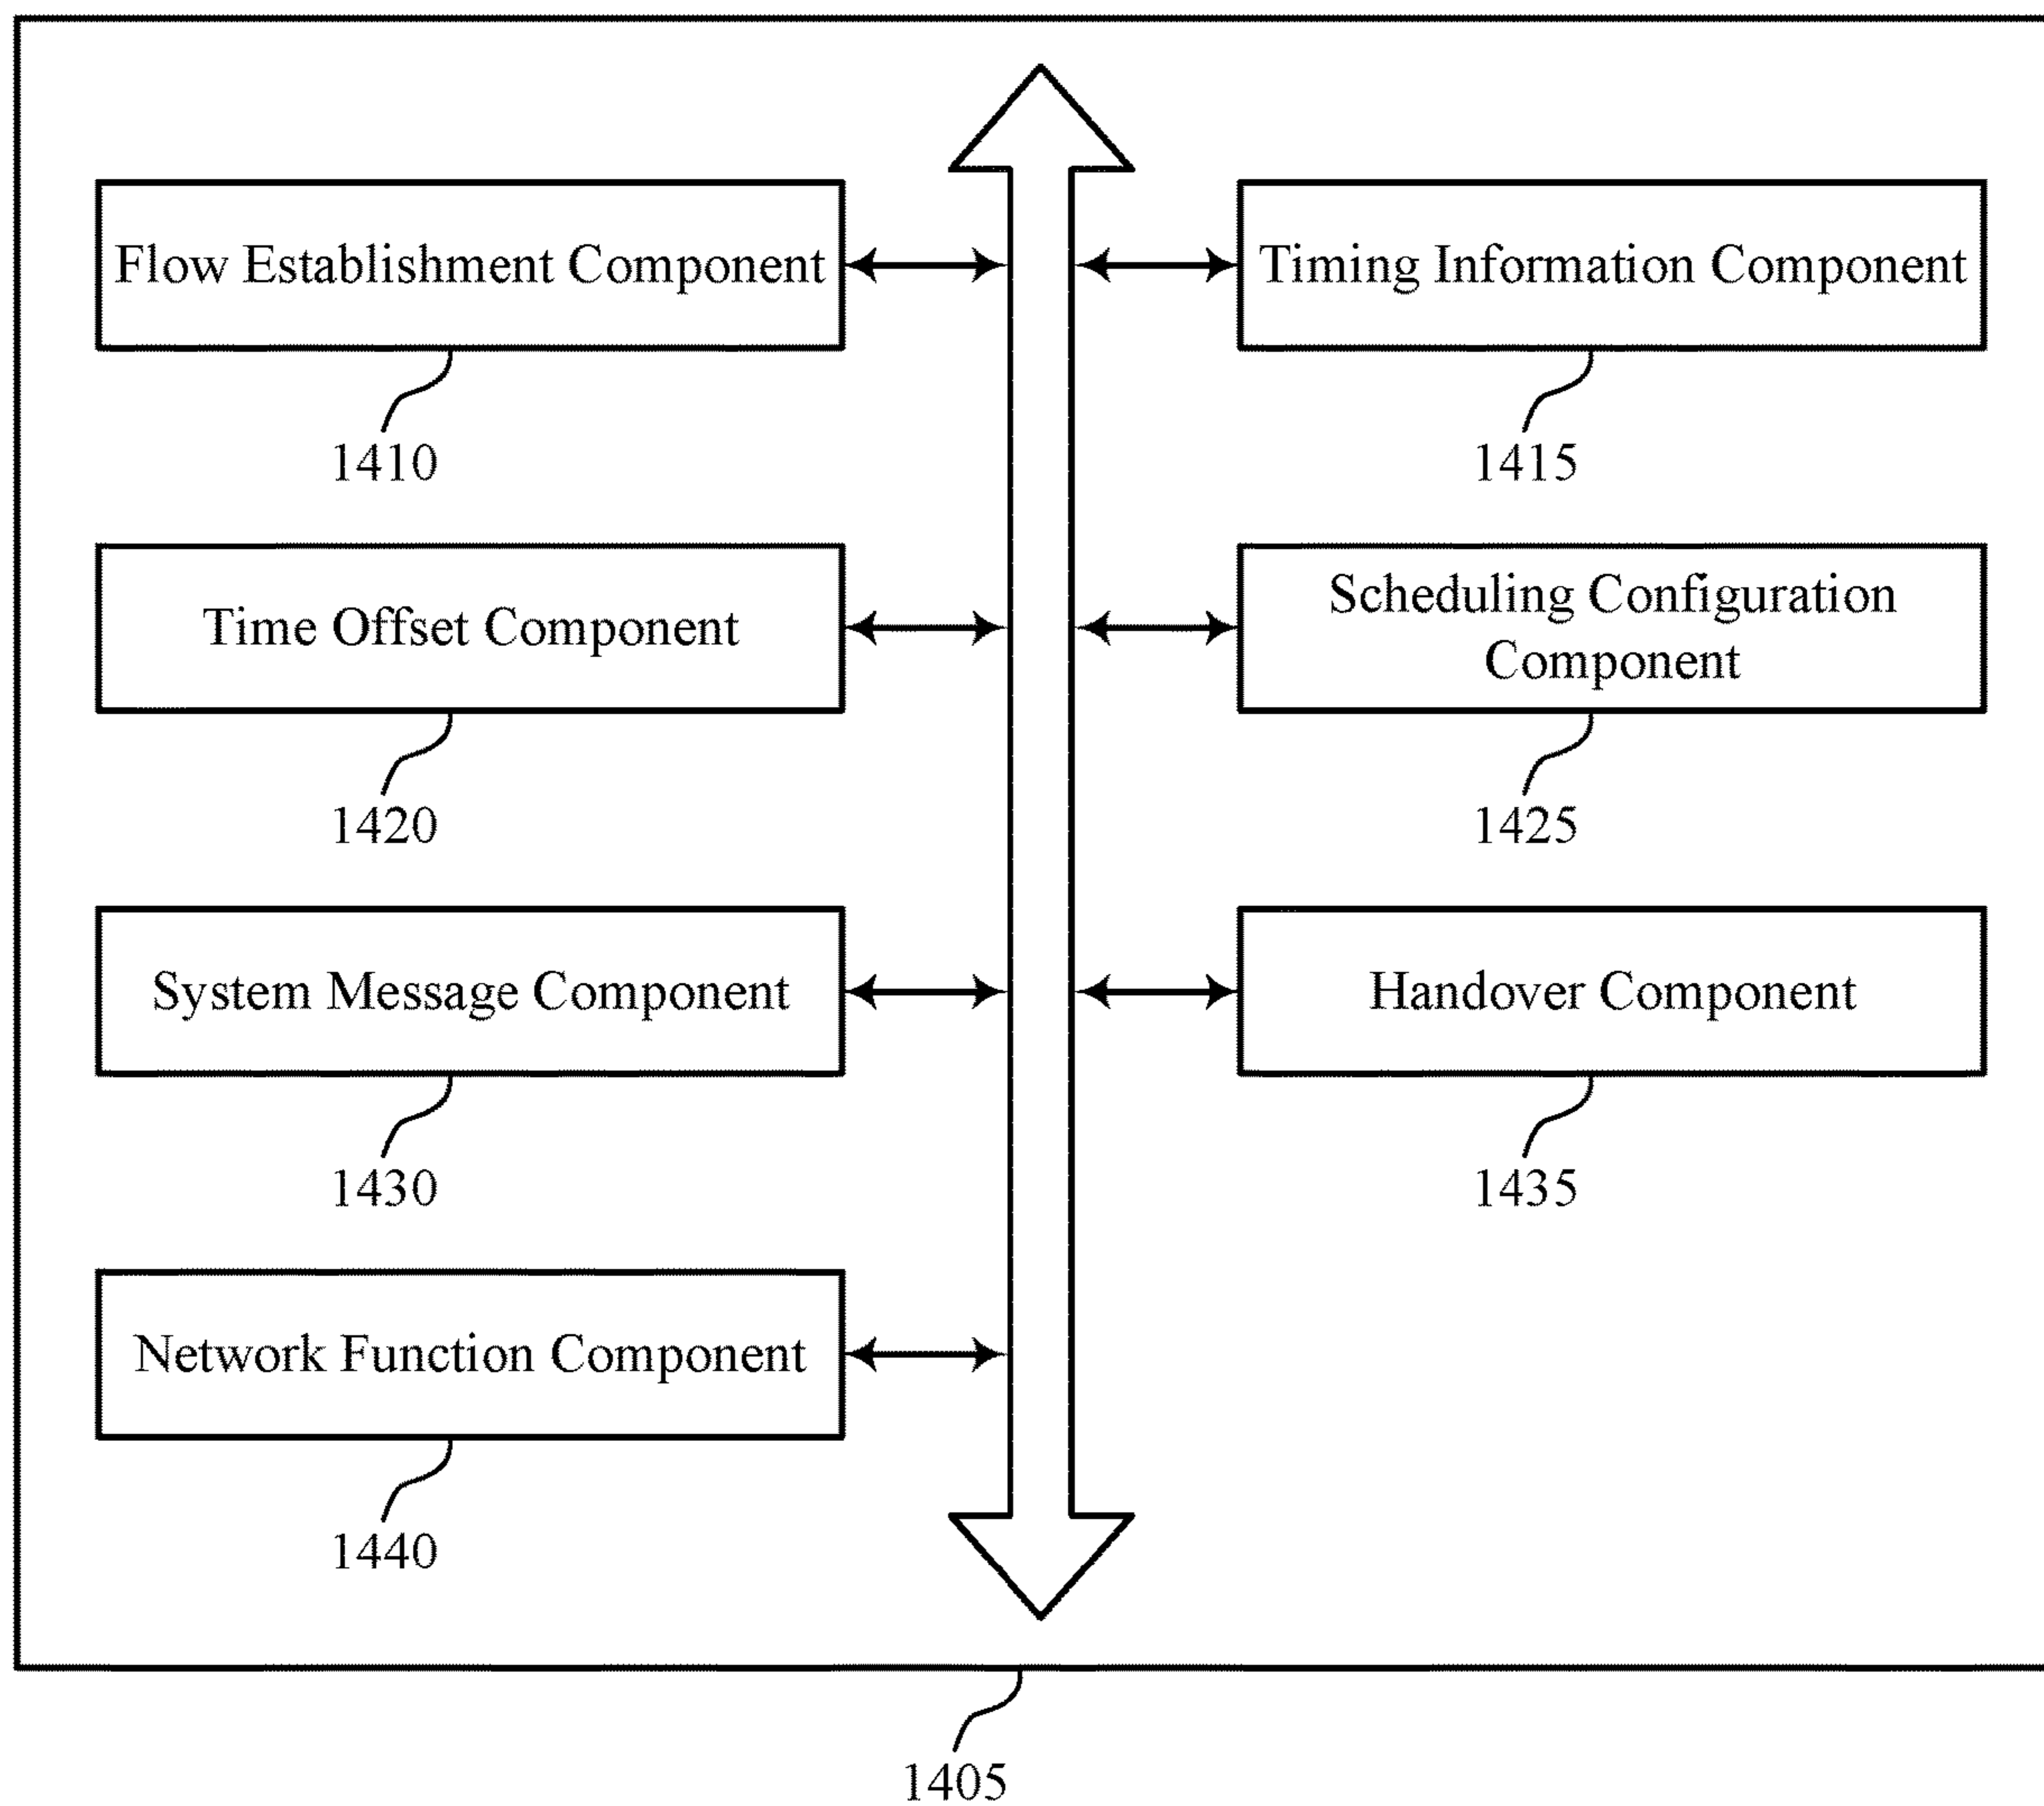 Flow Establishment Component
1410
Timing Information Component
1415
Time Offset Component
1420
Scheduling Configuration
Component
1425
System Message Component
1430
Handover Component
1435
Network Function Component
1440
1405